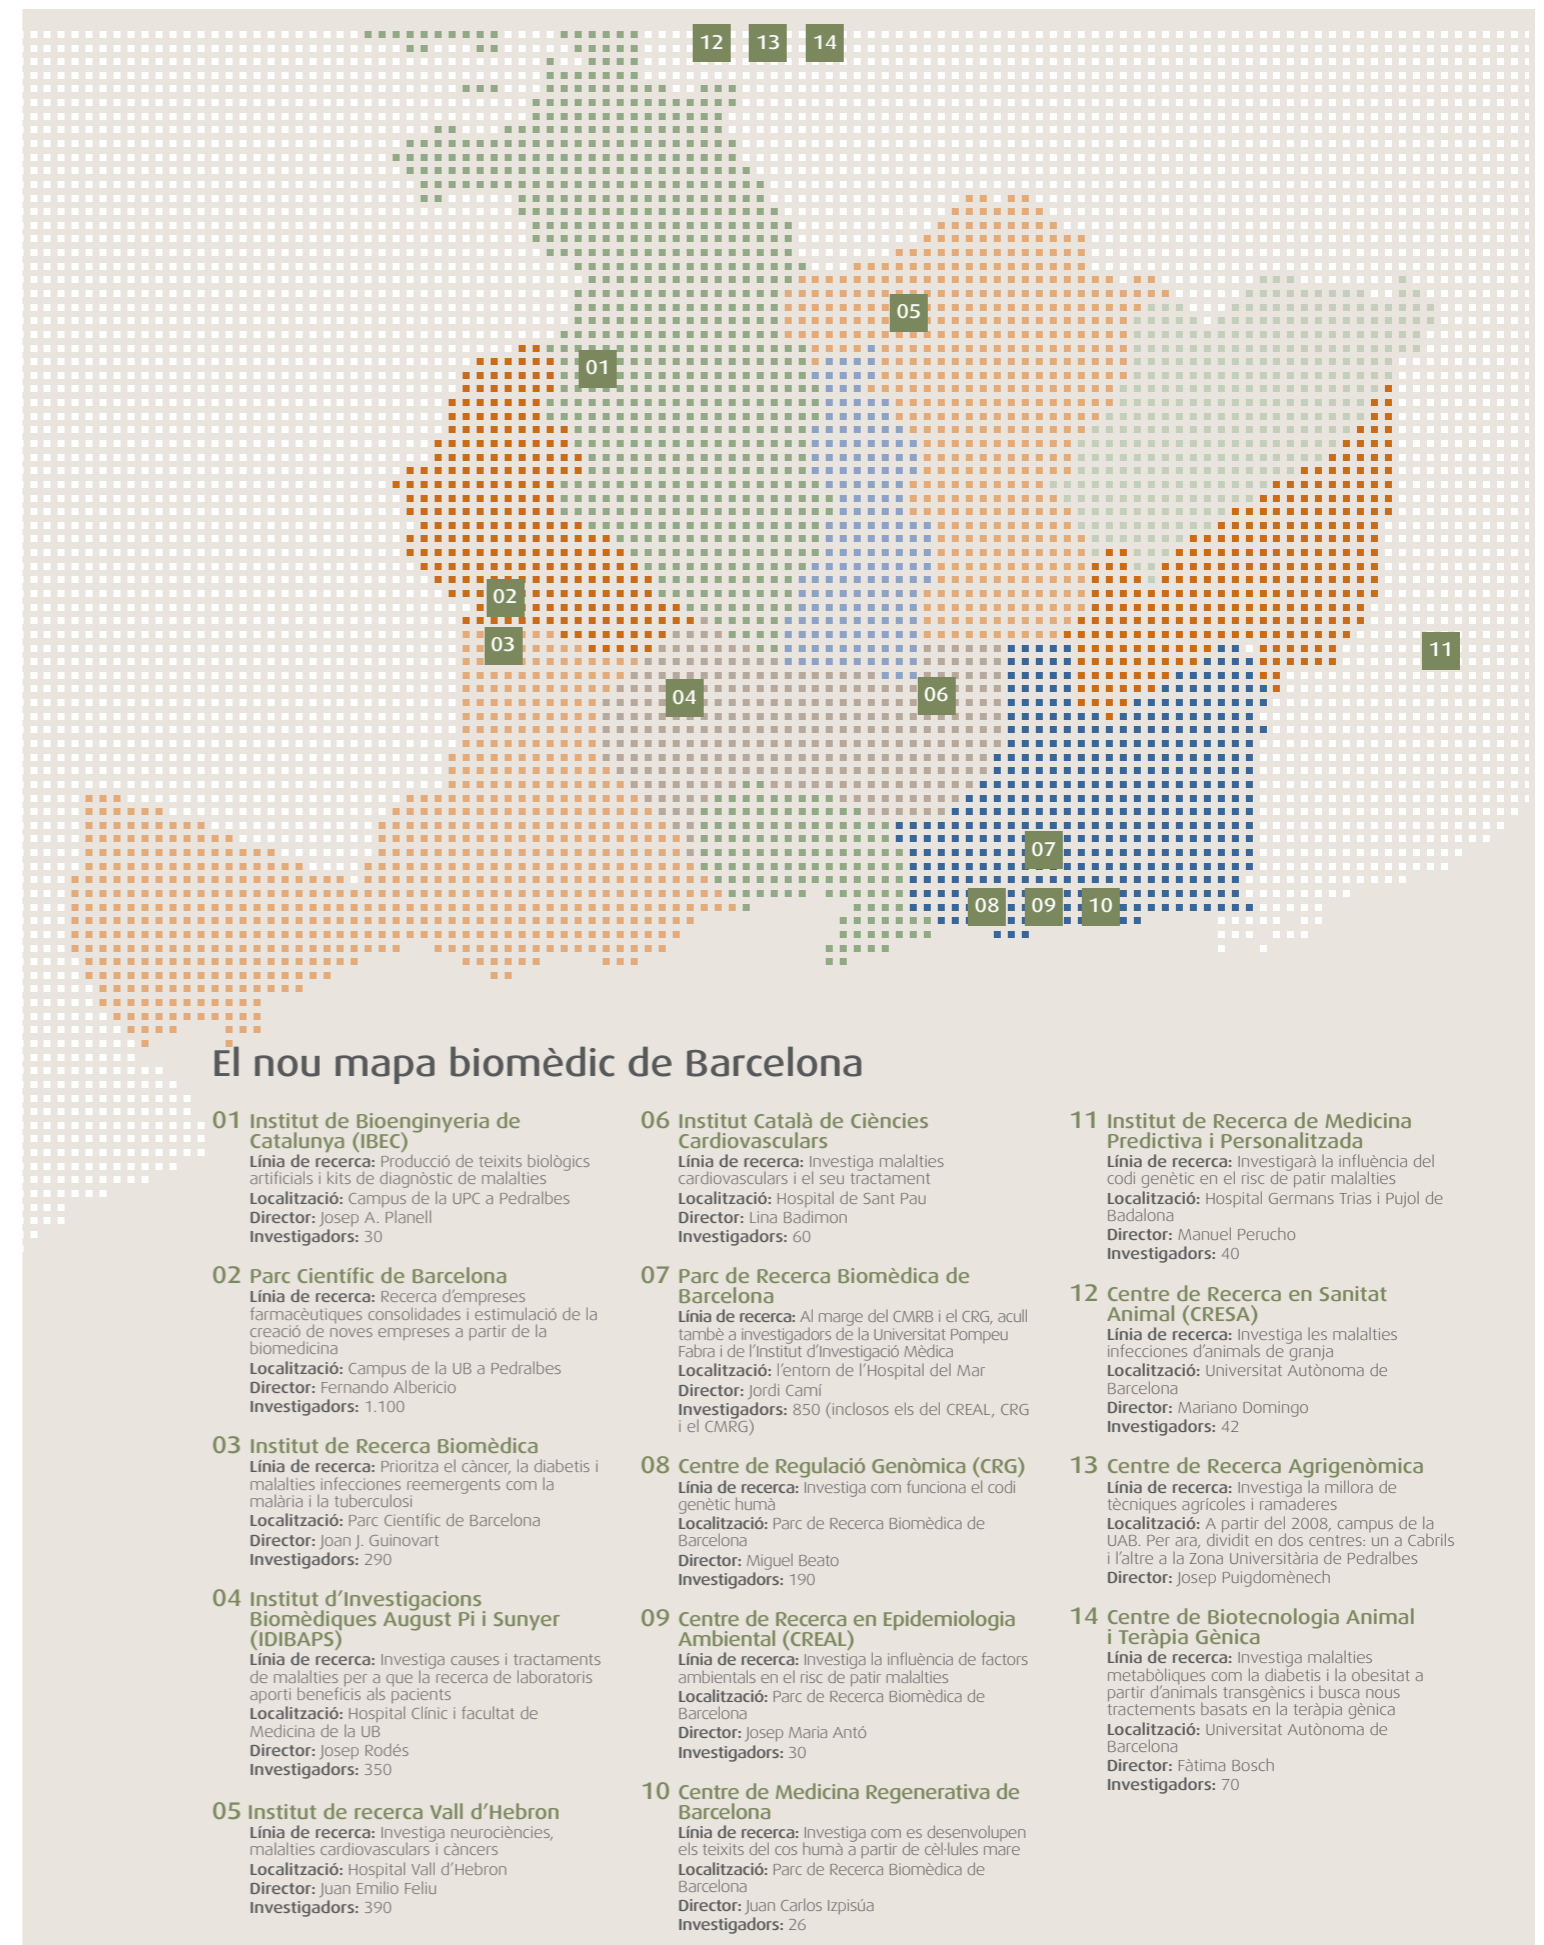 12 13 14
05
01
02
03
11
04
06
07
08 09 10
El nou mapa biomèdic de Barcelona
01 Institut de Bioenginyeria de
Catalunya (IBEC)
Línia de recerca: Producció de teixits biològics
artificials i kits de diagnòstic de malalties
Localització: Campus de la UPC a Pedralbes
Director: Josep A. Planell
Investigadors: 30
02 Parc Científic de Barcelona
Línia de recerca: Recerca d'empreses
farmacèutiques consolidades i estimulació de la
creació de noves empreses a partir de la
biomedicina
Localització: Campus de la UB a Pedralbes
Director: Fernando Albericio
Investigadors: 1.100
03 Institut de Recerca Biomèdica
Línia de recerca: Prioritza el càncer, la diabetis i
malalties infecciones reemergents com la
malària i la tuberculosi
Localització: Parc Científic de Barcelona
Director: Joan J. Guinovart
Investigadors: 290
04 Institut d'Investigacions
Biomèdiques August Pi i Sunyer
(IDIBAPS)
Línia de recerca: Investiga causes i tractaments
de malalties per a que la recerca de laboratoris
aporti beneficis als pacients
Localització: Hospital Clínic i facultat de
Medicina de la UB
Director: Josep Rodés
Investigadors: 350
05 Institut de recerca Vall d'Hebron
Línia de recerca: Investiga neurociències,
malalties cardiovasculars i càncers
Localització: Hospital Vall d'Hebron
Director: Juan Emilio Feliu
Investigadors: 390
06 Institut Català de Ciències
Cardiovasculars
Línia de recerca: Investiga malalties
cardiovasculars i el seu tractament
Localització: Hospital de Sant Pau
Director: Lina Badimon
Investigadors: 60
07 Parc de Recerca Biomèdica de
Barcelona
Línia de recerca: Al marge del CMRB i el CRG, acull
tambè a investigadors de la Universitat Pompeu
Fabra i de l'Institut d'Investigació Mèdica
Localització: l'entorn de l'Hospital del Mar
Director: Jordi Camí
Investigadors: 850 (inclosos els del CREAL, CRG
i el CMRG)
08 Centre de Regulació Genòmica (CRG)
Línia de recerca: Investiga com funciona el codi
genètic humà
Localització: Parc de Recerca Biomèdica de
Barcelona
Director: Miguel Beato
Investigadors: 190
09 Centre de Recerca en Epidemiologia
Ambiental (CREAL)
Línia de recerca: Investiga la influència de factors
ambientals en el risc de patir malalties
Localització: Parc de Recerca Biomèdica de
Barcelona
Director: Josep Maria Antó
Investigadors: 30
10 Centre de Medicina Regenerativa de
Barcelona
Línia de recerca: Investiga com es desenvolupen
els teixits del cos humà a partir de cèl·lules mare
Localització: Parc de Recerca Biomèdica de
Barcelona
Director: Juan Carlos Izpisúa
Investigadors: 26
11 Institut de Recerca de Medicina
Predictiva i Personalitzada
Línia de recerca: Investigarà la influència del
codi genètic en el risc de patir malalties
Localització: Hospital Germans Trias i Pujol de
Badalona
Director: Manuel Perucho
Investigadors: 40
12 Centre de Recerca en Sanitat
Animal (CRESA)
Línia de recerca: Investiga les malalties
infecciones d'animals de granja
Localització: Universitat Autònoma de
Barcelona
Director: Mariano Domingo
Investigadors: 42
13 Centre de Recerca Agrigenòmica
Línia de recerca: Investiga la millora de
tècniques agrícoles i ramaderes
Localització: A partir del 2008, campus de la
UAB. Per ara, dividit en dos centres: un a Cabrils
i l'altre a la Zona Universitària de Pedralbes
Director: Josep Puigdomènech
14 Centre de Biotecnologia Animal
i Teràpia Gènica
Línia de recerca: Investiga malalties
metabòliques com la diabetis i la obesitat a
partir d'animals transgènics i busca nous
tractements basats en la teràpia gènica
Localització: Universitat Autònoma de
Barcelona
Director: Fàtima Bosch
Investigadors: 70